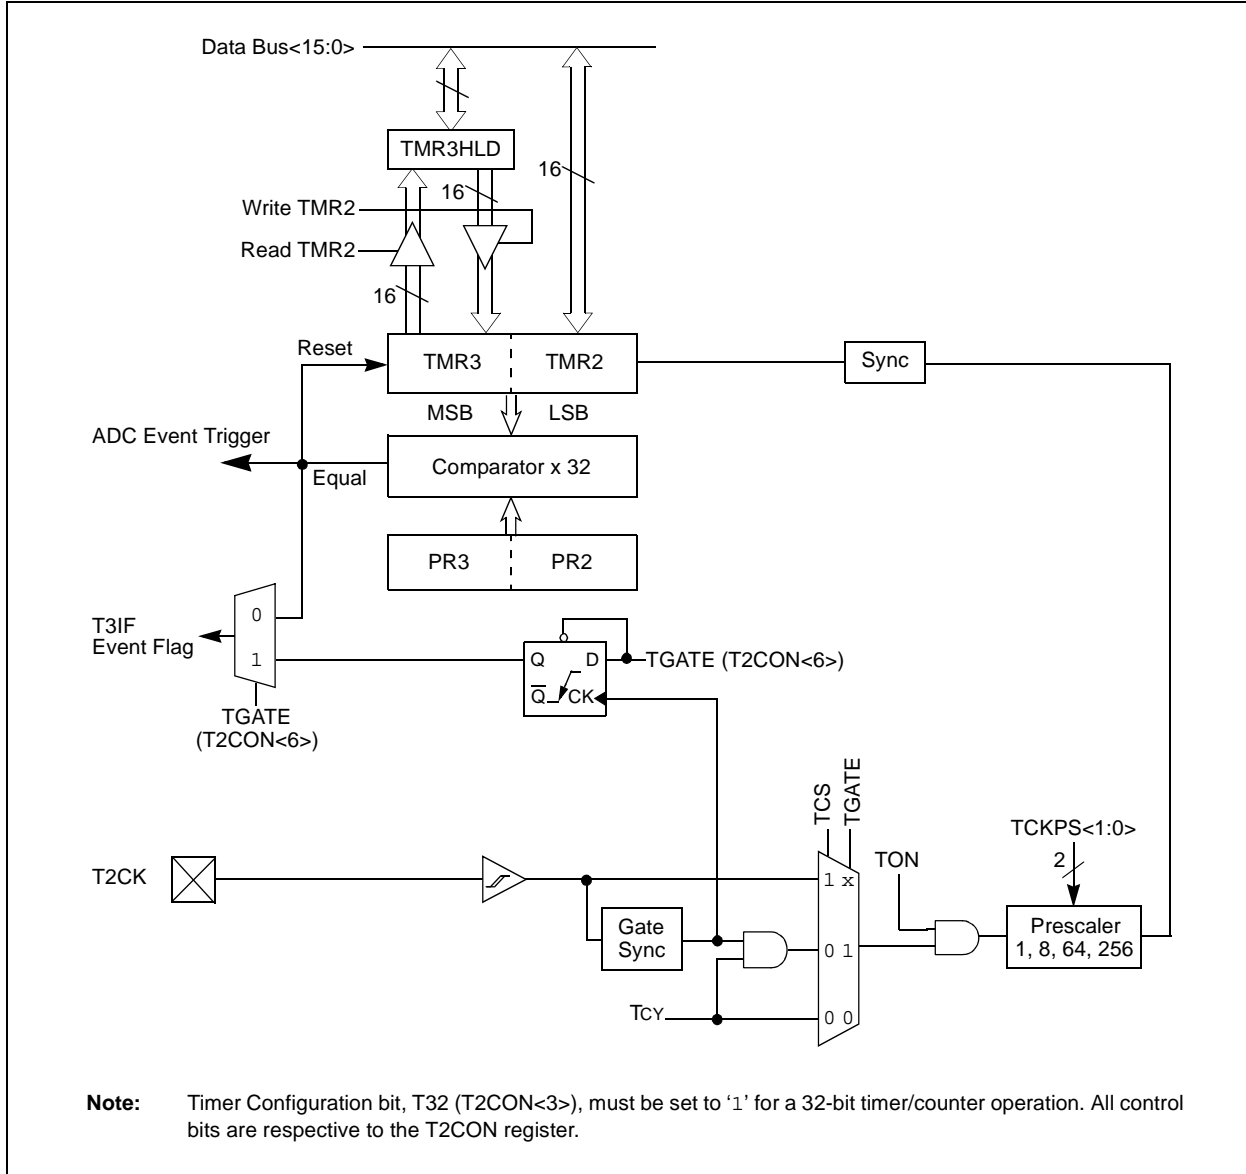 Data Bus<15:0>
TMR3HLD
16
16
Write TMR2
Read TMR2
16
Reset
TMR3
TMR2
Sync
MSB
LSB
ADC Event Trigger
Equal
Comparator x 32
PR3
PR2
0
T3IF
Event Flag
1
Q
D
TGATE (T2CON<6>)
Q
CK
TGATE
(T2CON<6>)
TCS
TGATE
TCKPS<1:0>
2
TON
T2CK
1 x
Gate
Sync
0 1
Prescaler
1, 8, 64, 256
TCY
0 0
Note: Timer Configuration bit, T32 (T2CON<3>), must be set to ‘1’ for a 32-bit timer/counter operation. All control
bits are respective to the T2CON register.